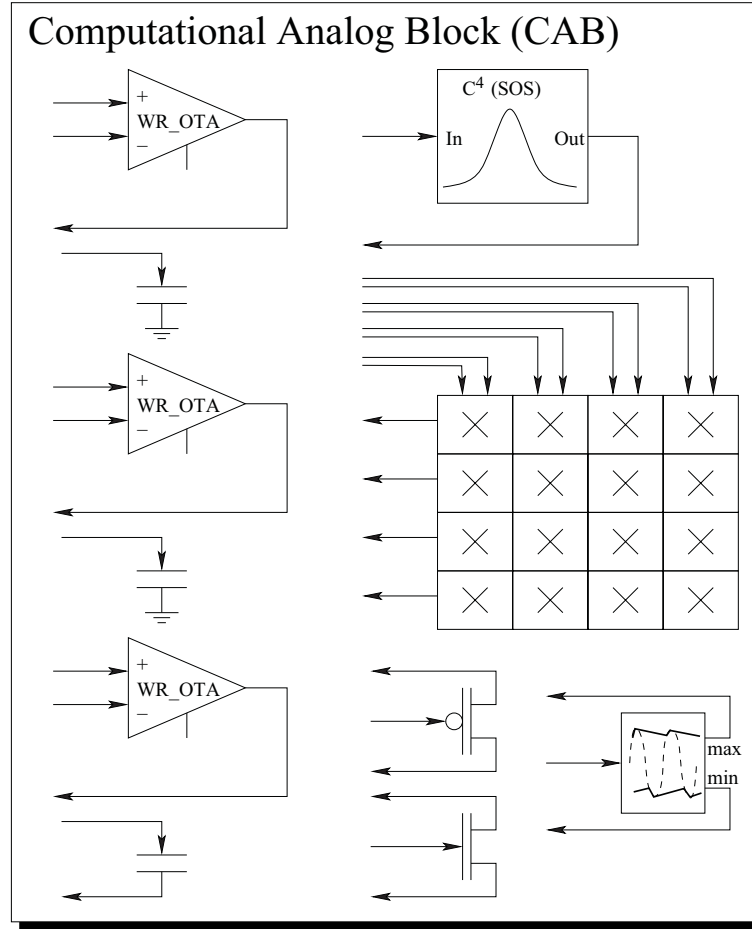 Computational Analog Block (CAB)
+
WR_OTA
−
C⁴ (SOS)
In Out
+
WR_OTA
−
+
WR_OTA
−
max
min